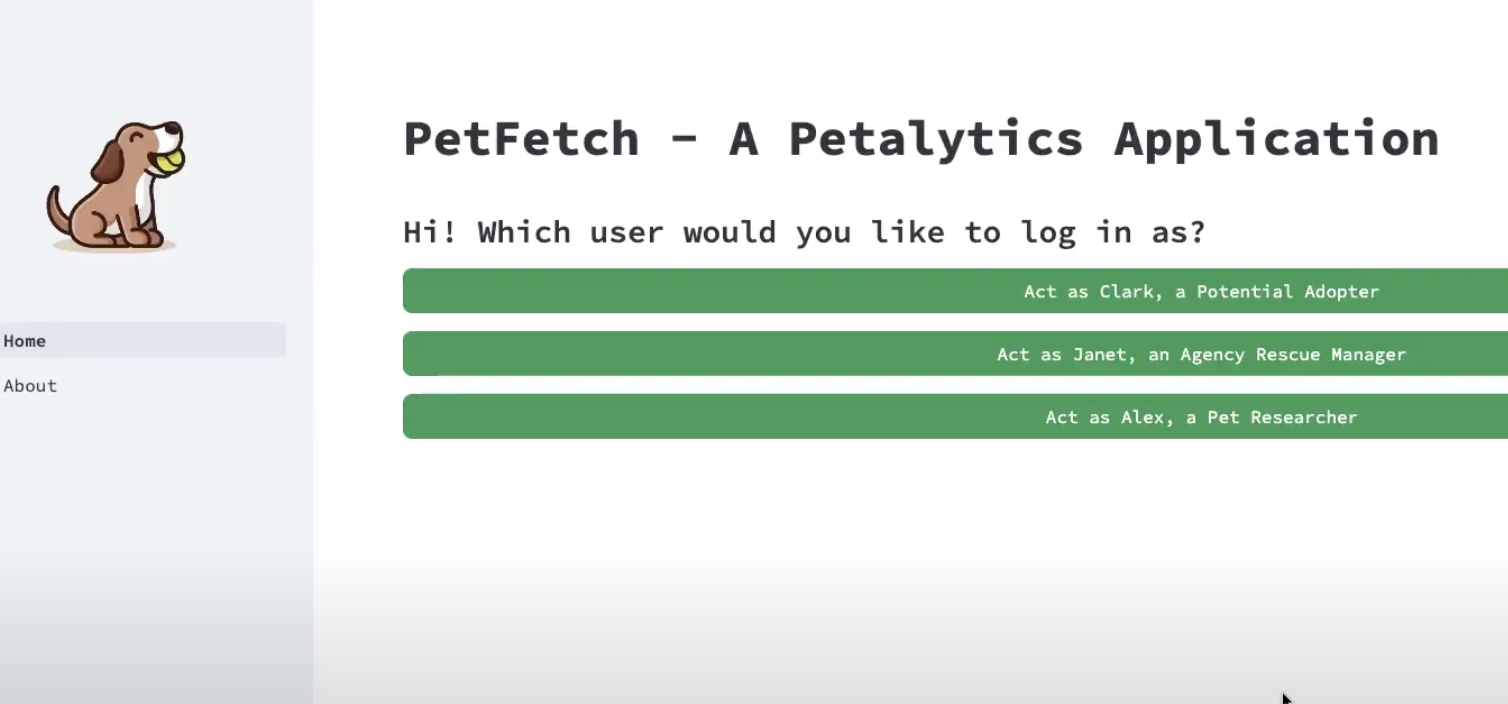 PetFetch - A Petalytics Application
Hi! Which user would you like to log in as?
Act as Clark, a Potential Adopter
Act as Janet, an Agency Rescue Manager
Act as Alex, a Pet Researcher
Home
About